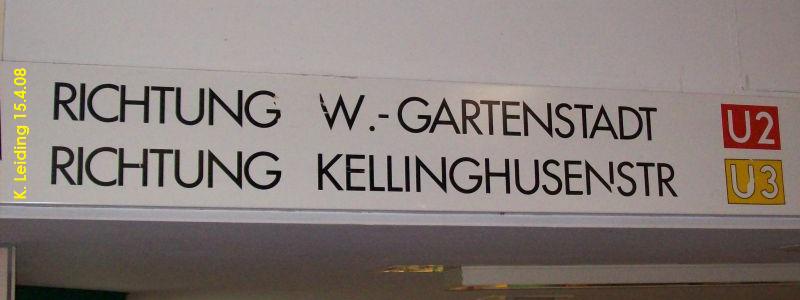 RICHTUNG W.-GARTENSTADT U2
RICHTUNG KELLINGHUSENSTR U3
K. Leiding 15.4.08